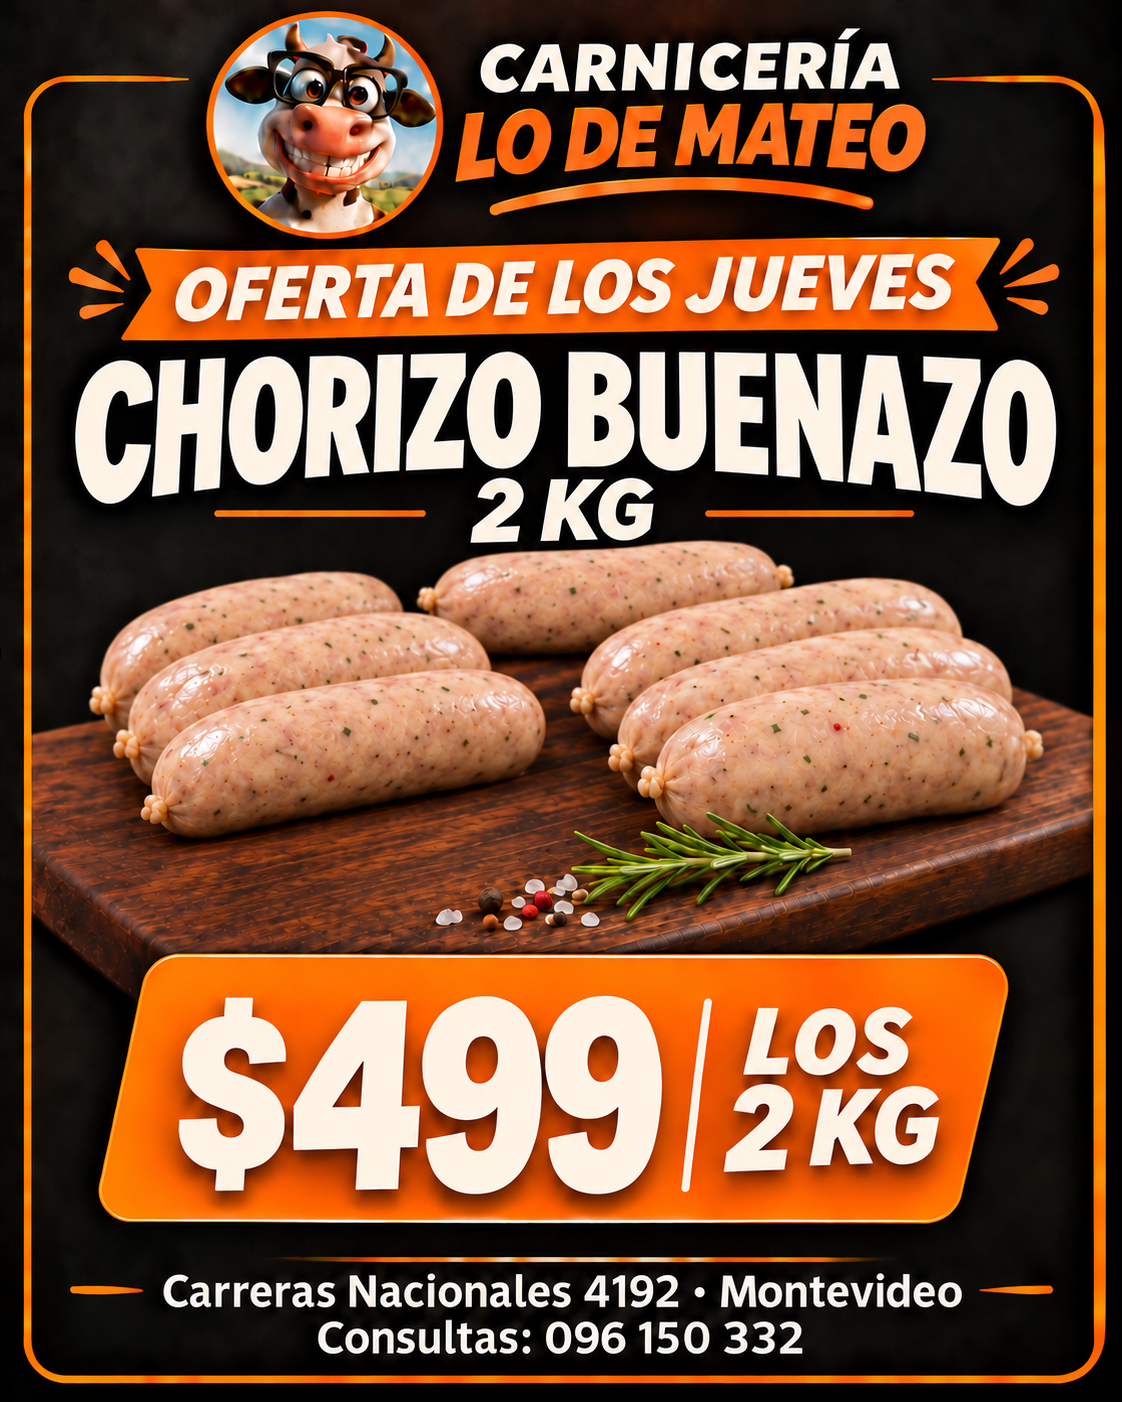 CARNICERÍA
LO DE MATEO
OFERTA DE LOS JUEVES
CHORIZO BUENAZO
2 KG
$499
LOS
2 KG
Carreras Nacionales 4192 • Montevideo
Consultas: 096 150 332